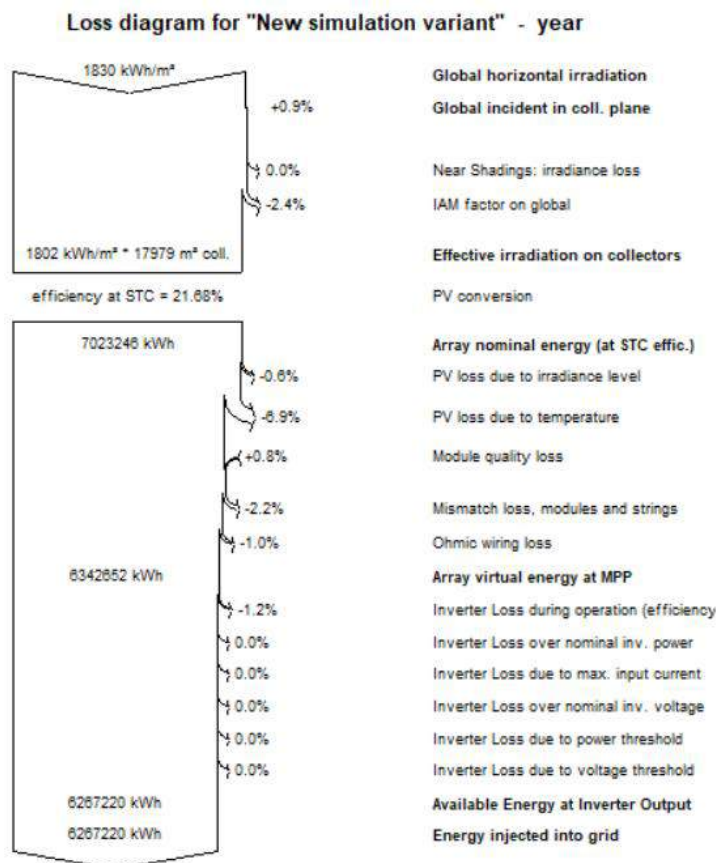 Loss diagram for "New simulation variant" - year
1830 kWh/m² Global horizontal irradiation
+0.9% Global incident in coll. plane
0.0% Near Shadings: irradiance loss
-2.4% IAM factor on global
1802 kWh/m² * 17979 m² coll. Effective irradiation on collectors
efficiency at STC = 21.68% PV conversion
7023246 kWh Array nominal energy (at STC effic.)
-0.6% PV loss due to irradiance level
-6.9% PV loss due to temperature
+0.8% Module quality loss
-2.2% Mismatch loss, modules and strings
-1.0% Ohmic wiring loss
6342652 kWh Array virtual energy at MPP
-1.2% Inverter Loss during operation (efficiency
0.0% Inverter Loss over nominal inv. power
0.0% Inverter Loss due to max. input current
0.0% Inverter Loss over nominal inv. voltage
0.0% Inverter Loss due to power threshold
0.0% Inverter Loss due to voltage threshold
6267220 kWh Available Energy at Inverter Output
6267220 kWh Energy injected into grid